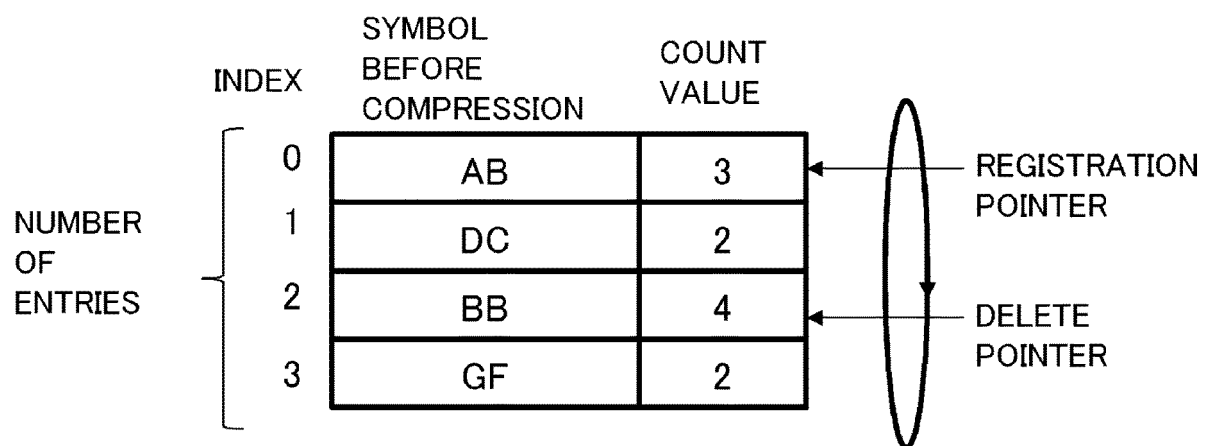 SYMBOL
BEFORE
COMPRESSION
COUNT
VALUE
INDEX
0
AB
3
REGISTRATION
POINTER
1
DC
2
NUMBER
OF
ENTRIES
2
BB
4
DELETE
POINTER
3
GF
2